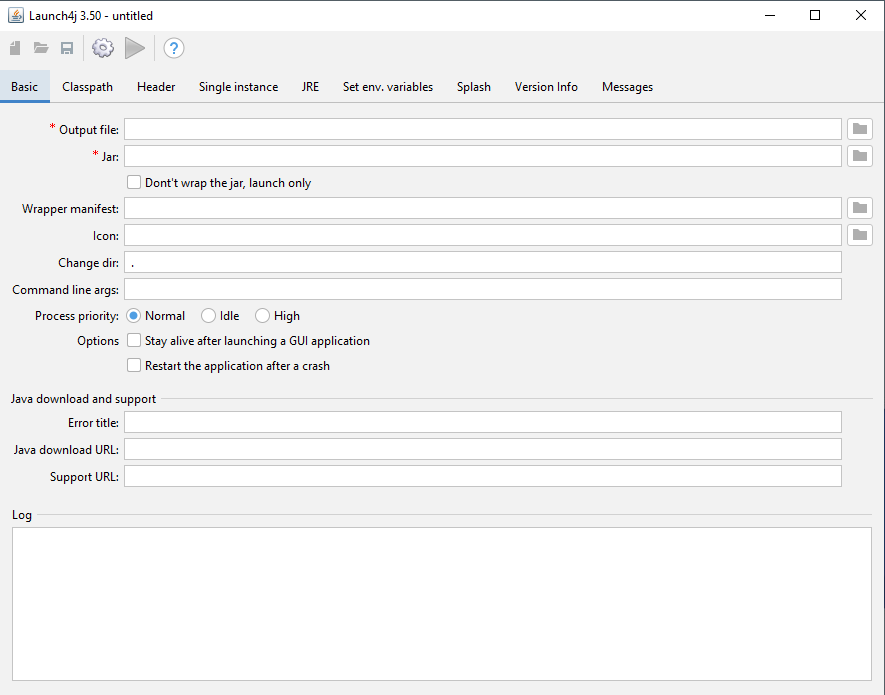 Launch4j 3.50 - untitled
?
Basic Classpath Header Single instance JRE Set env. variables Splash Version Info Messages
* Output file:
* Jar:
Dont't wrap the jar, launch only
Wrapper manifest:
Icon:
Change dir: .
Command line args:
Process priority: Normal Idle High
Options Stay alive after launching a GUI application
Restart the application after a crash
Java download and support
Error title:
Java download URL:
Support URL:
Log